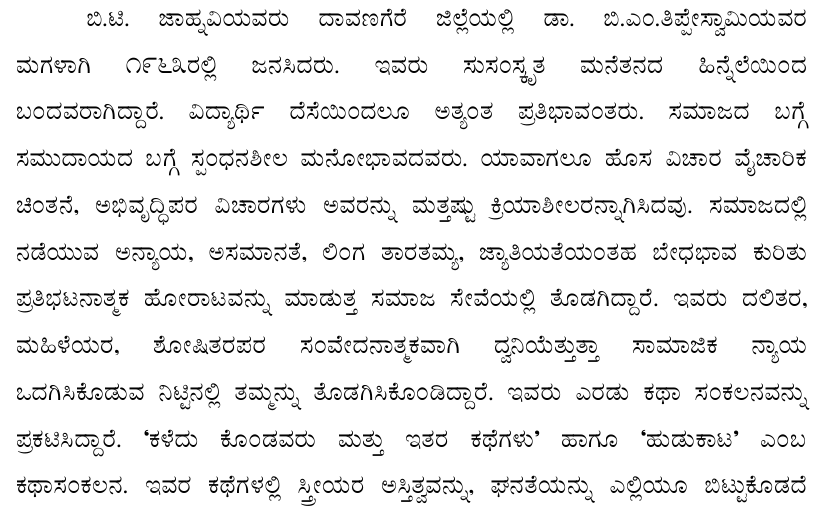 ಬಿ.ಟಿ. ಜಾಹ್ನವಿಯವರು ದಾವಣಗೆರೆ ಜಿಲ್ಲೆಯಲ್ಲಿ ಡಾ. ಬಿ.ಎಂ.ತಿಪ್ಪೇಸ್ವಾಮಿಯವರ
ಮಗಳಾಗಿ ೧೯೬೩ರಲ್ಲಿ ಜನಸಿದರು. ಇವರು ಸುಸಂಸ್ಕೃತ ಮನೆತನದ ಹಿನ್ನೆಲೆಯಿಂದ
ಬಂದವರಾಗಿದ್ದಾರೆ. ವಿದ್ಯಾರ್ಥಿ ದೆಸೆಯಿಂದಲೂ ಅತ್ಯಂತ ಪ್ರತಿಭಾವಂತರು. ಸಮಾಜದ ಬಗ್ಗೆ
ಸಮುದಾಯದ ಬಗ್ಗೆ ಸ್ಪಂಧನಶೀಲ ಮನೋಭಾವದವರು. ಯಾವಾಗಲೂ ಹೊಸ ವಿಚಾರ ವೈಚಾರಿಕ
ಚಿಂತನೆ, ಅಭಿವೃದ್ಧಿಪರ ವಿಚಾರಗಳು ಅವರನ್ನು ಮತ್ತಷ್ಟು ಕ್ರಿಯಾಶೀಲರನ್ನಾಗಿಸಿದವು. ಸಮಾಜದಲ್ಲಿ
ನಡೆಯುವ ಅನ್ಯಾಯ, ಅಸಮಾನತೆ, ಲಿಂಗ ತಾರತಮ್ಯ, ಜ್ಯಾತಿಯತೆಯಂತಹ ಬೇಧಭಾವ ಕುರಿತು
ಪ್ರತಿಭಟನಾತ್ಮಕ ಹೋರಾಟವನ್ನು ಮಾಡುತ್ತ ಸಮಾಜ ಸೇವೆಯಲ್ಲಿ ತೊಡಗಿದ್ದಾರೆ. ಇವರು ದಲಿತರ,
ಮಹಿಳೆಯರ, ಶೋಷಿತರಪರ ಸಂವೇದನಾತ್ಮಕವಾಗಿ ದ್ವನಿಯೆತ್ತುತ್ತಾ ಸಾಮಾಜಿಕ ನ್ಯಾಯ
ಒದಗಿಸಿಕೊಡುವ ನಿಟ್ಟಿನಲ್ಲಿ ತಮ್ಮನ್ನು ತೊಡಗಿಸಿಕೊಂಡಿದ್ದಾರೆ. ಇವರು ಎರಡು ಕಥಾ ಸಂಕಲನವನ್ನು
ಪ್ರಕಟಿಸಿದ್ದಾರೆ. ‘ಕಳೆದು ಕೊಂಡವರು ಮತ್ತು ಇತರ ಕಥೆಗಳು’ ಹಾಗೂ ‘ಹುಡುಕಾಟ’ ಎಂಬ
ಕಥಾಸಂಕಲನ. ಇವರ ಕಥೆಗಳಲ್ಲಿ ಸ್ತ್ರೀಯರ ಅಸ್ತಿತ್ವವನ್ನು, ಘನತೆಯನ್ನು ಎಲ್ಲಿಯೂ ಬಿಟ್ಟುಕೊಡದೆ